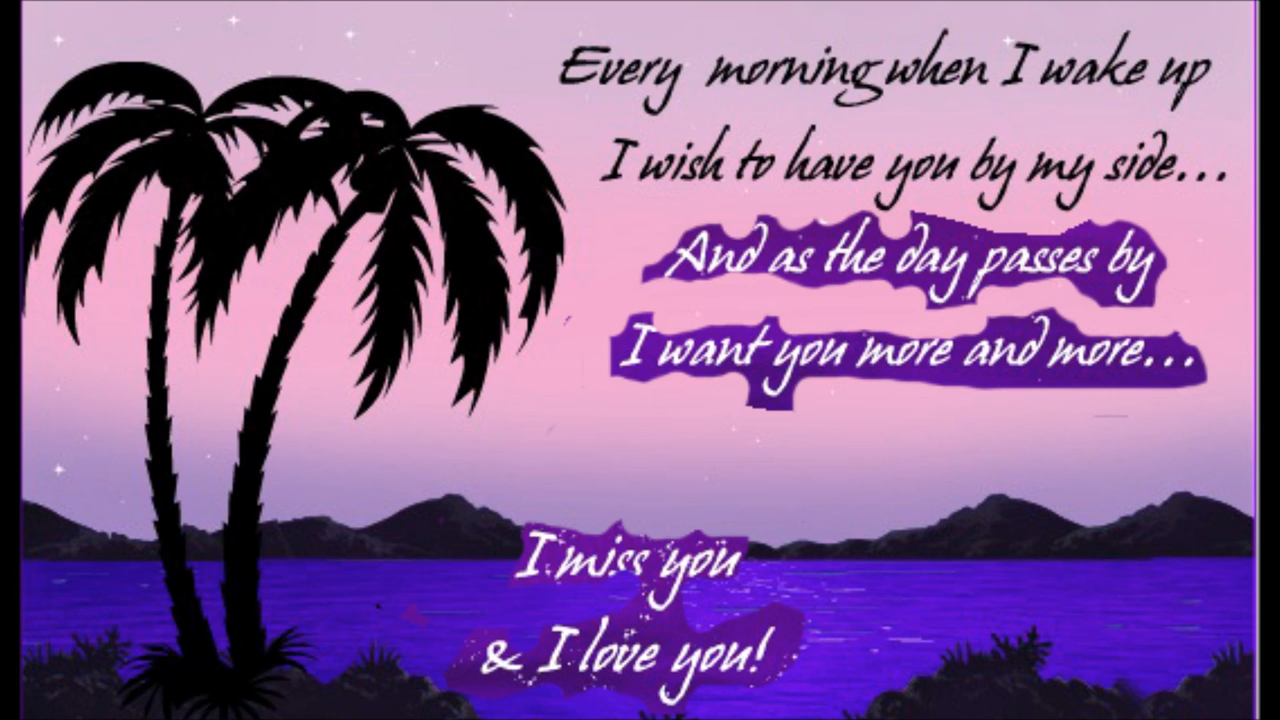 Every morning when I wake up
I wish to have you by my side...
And as the day passes by
I want you more and more...
I miss you
& I love you!